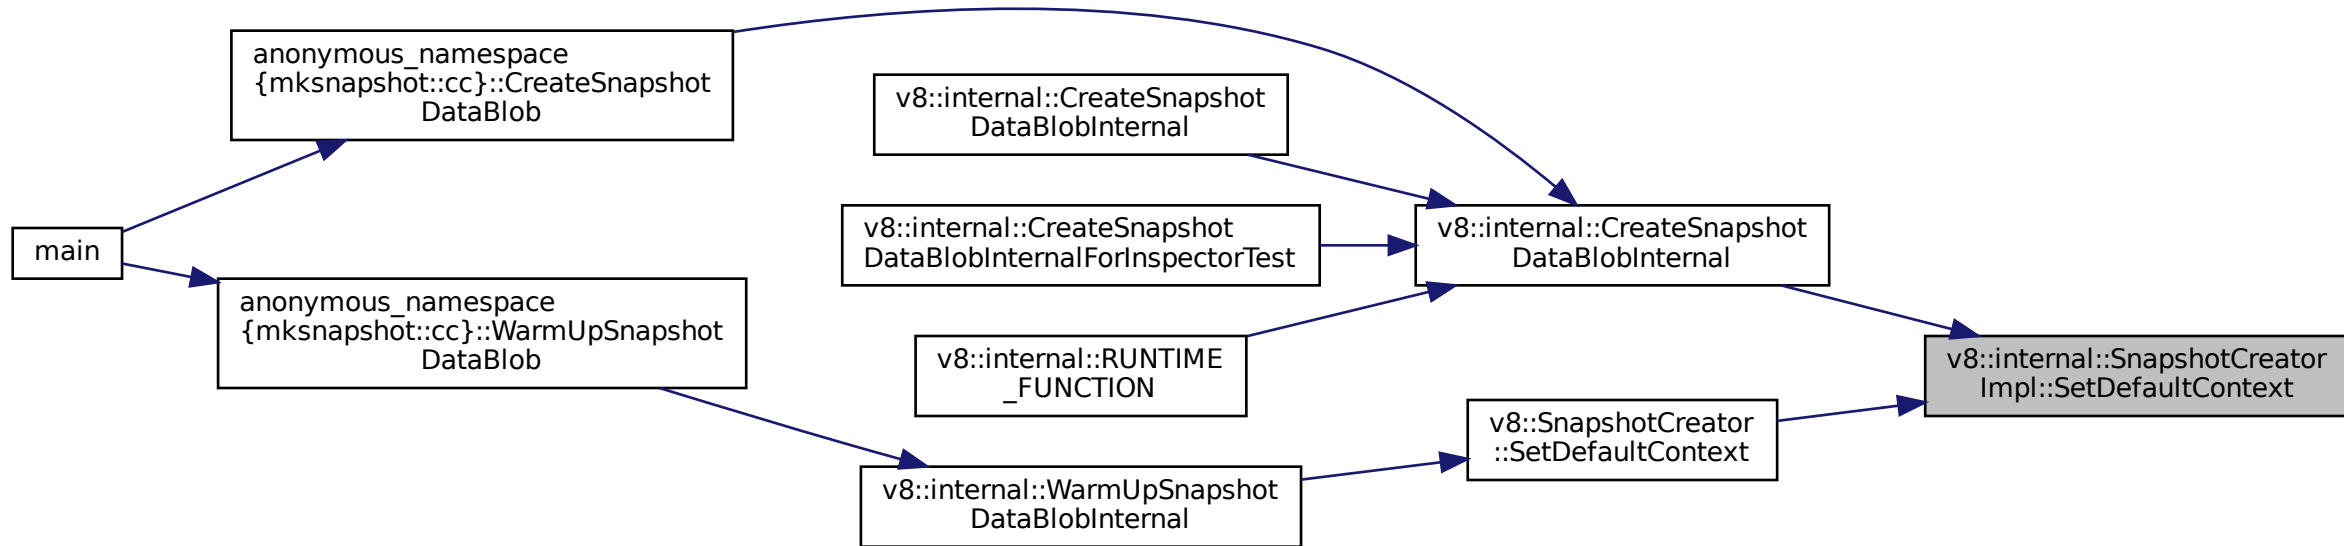 anonymous_namespace
{mksnapshot::cc}::CreateSnapshot
DataBlob
v8::internal::CreateSnapshot
DataBlobInternal
v8::internal::CreateSnapshot
DataBlobInternalForInspectorTest
v8::internal::CreateSnapshot
DataBlobInternal
main
anonymous_namespace
{mksnapshot::cc}::WarmUpSnapshot
DataBlob
v8::internal::RUNTIME
_FUNCTION
v8::internal::SnapshotCreator
Impl::SetDefaultContext
v8::SnapshotCreator
::SetDefaultContext
v8::internal::WarmUpSnapshot
DataBlobInternal